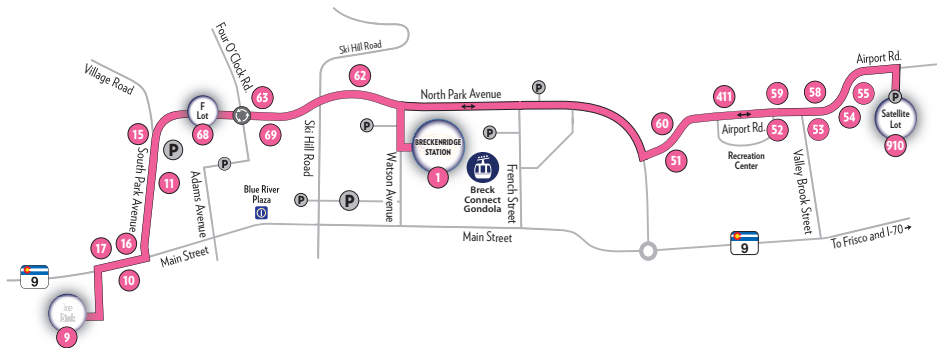 Village Road
Four O'Clock Rd.
Ski Hill Road
62
North Park Avenue
P
Airport Rd.
411
59
58
55
F
Lot
68
63
69
15
P
11
South Park Avenue
Adams Avenue
P
Blue River
Plaza
Ski Hill Road
P
P
P
Watson Avenue
BRECKENRIDGE
STATION
1
P
Breck
Connect
Gondola
French Street
60
51
Airport Rd.
Recreation
Center
52
53
54
P
Satellite
Lot
910
Valley Brook Street
17
16
10
Main Street
Main Street
9
To Frisco and I-70
9
Ice
Rink
9